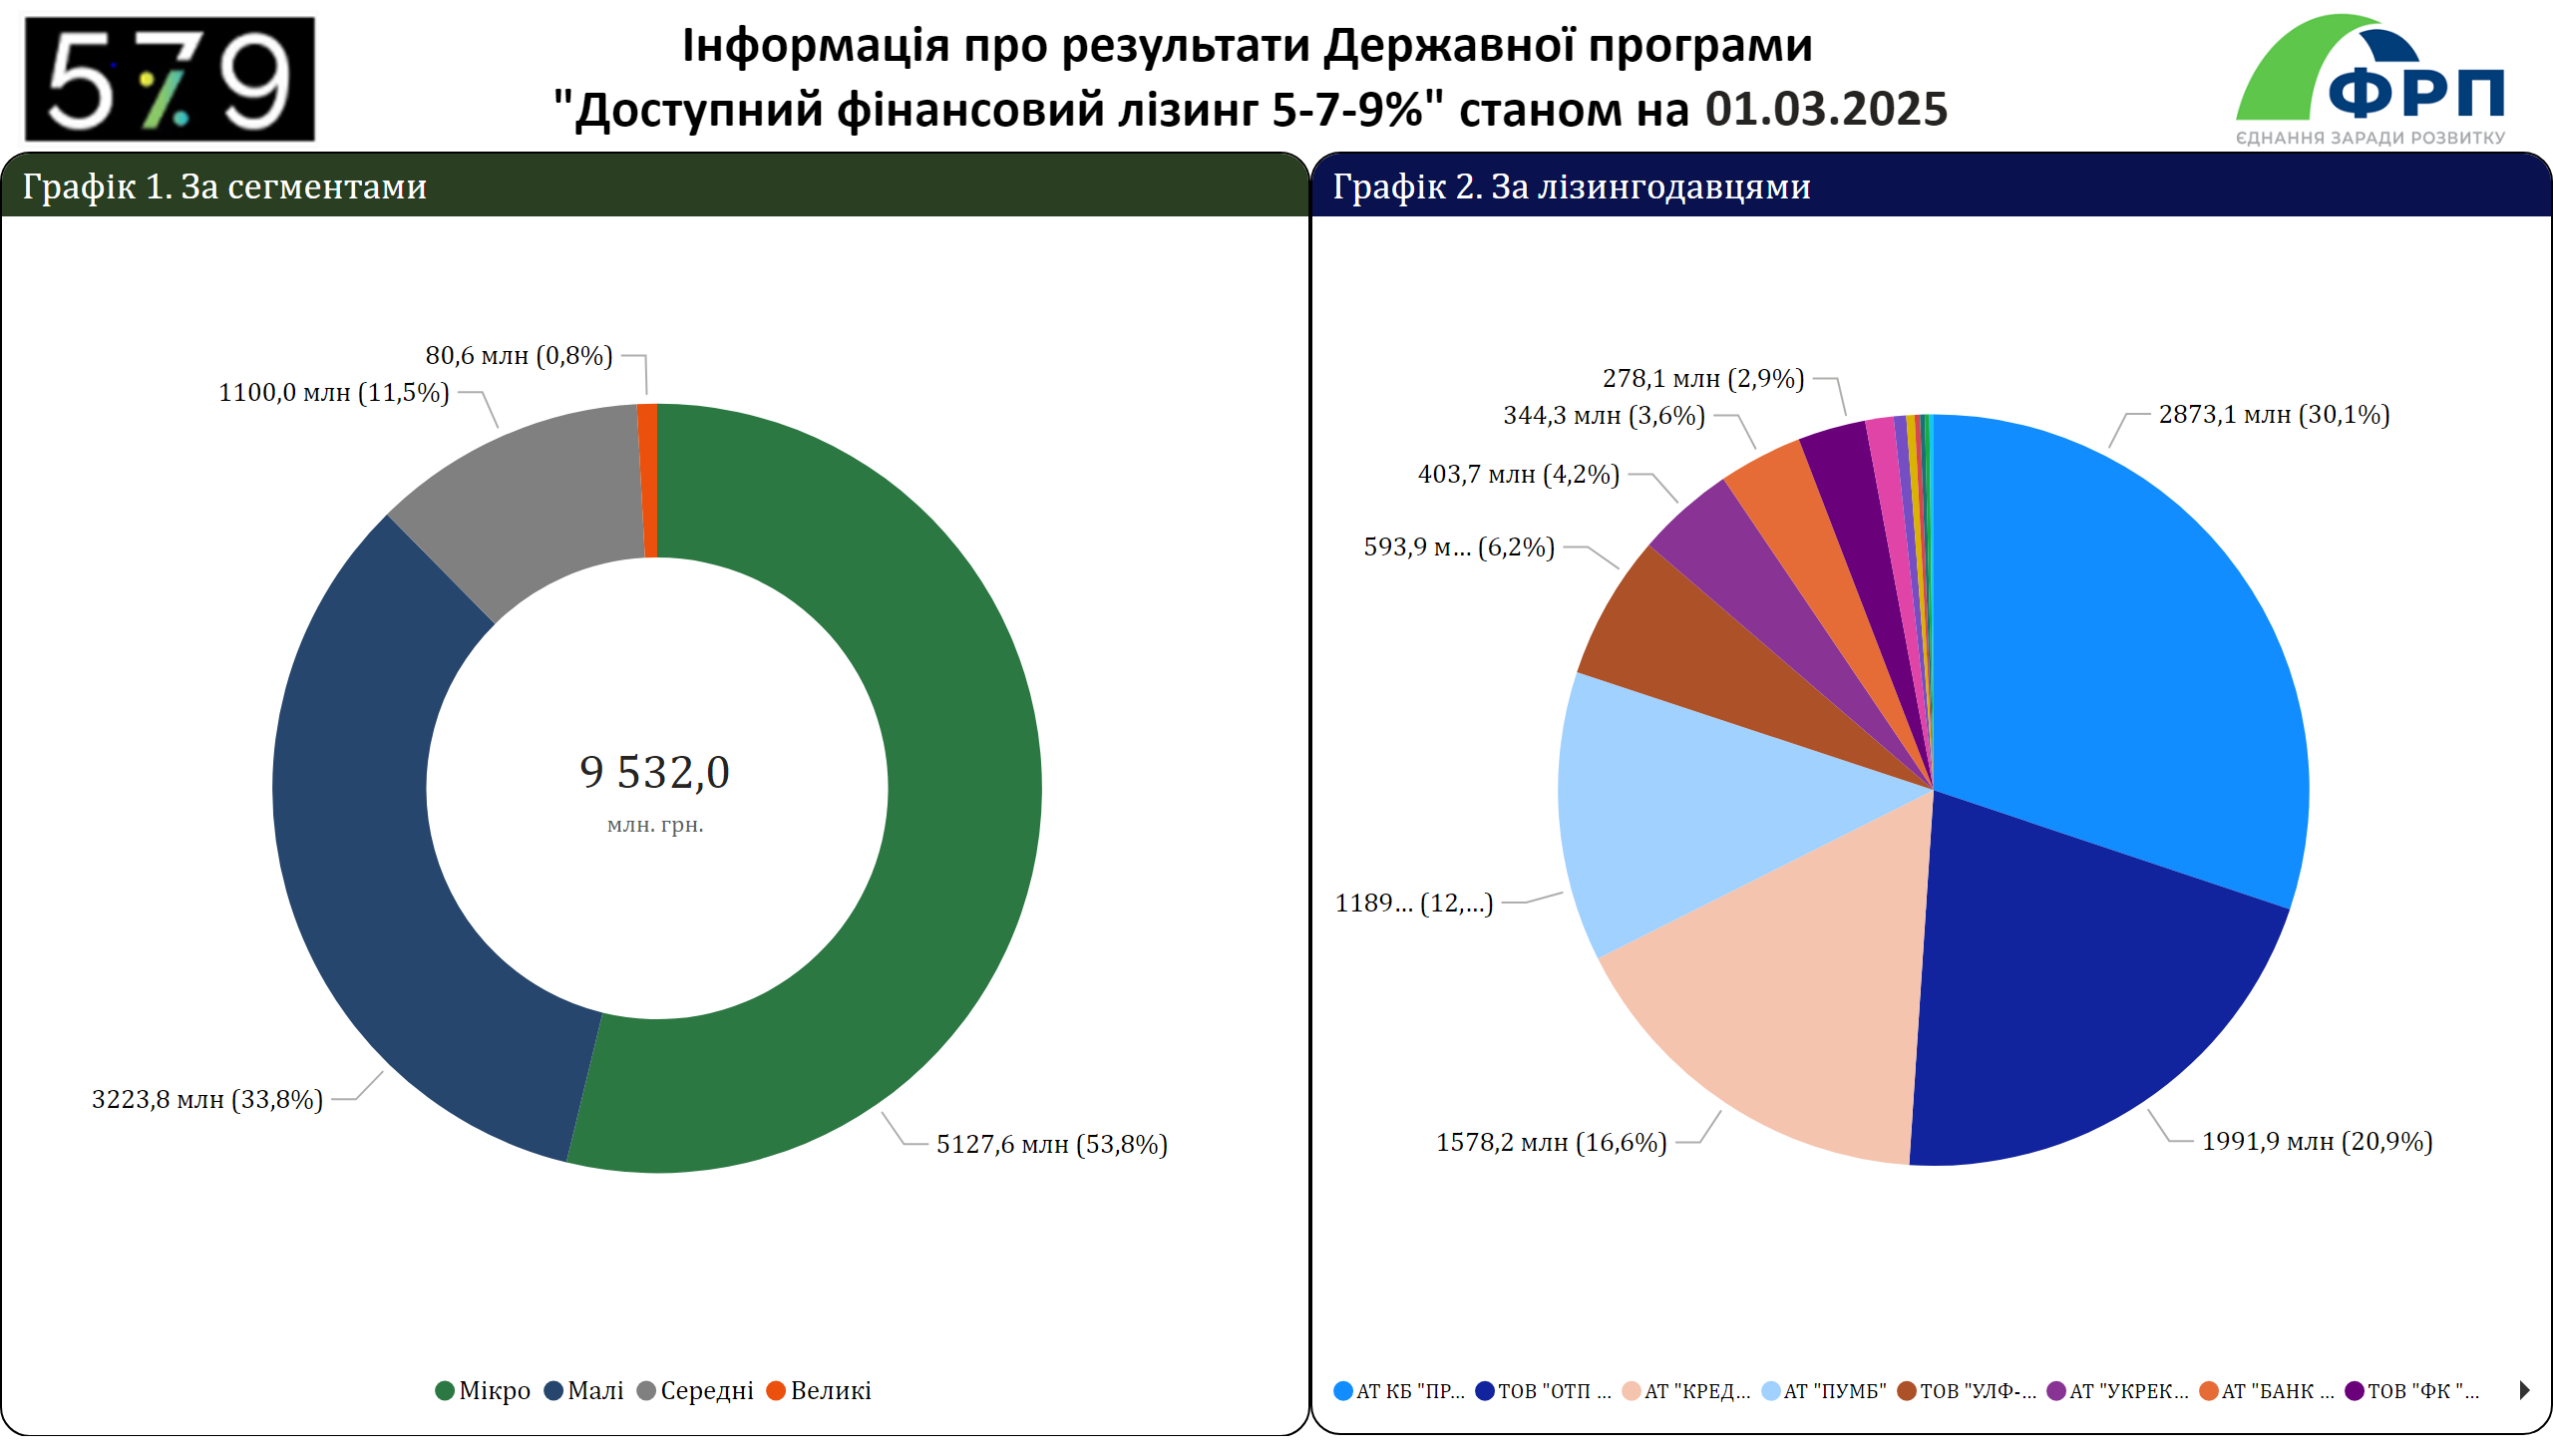 579
Інформація про результати Державної програми
"Доступний фінансовий лізинг 5-7-9%" станом на 01.03.2025
ФРП
ЄДНАННЯ ЗАРАДИ РОЗВИТКУ
Графік 1. За сегментами
80,6 млн (0,8%)
1100,0 млн (11,5%)
9 532,0
млн. грн.
3223,8 млн (33,8%)
5127,6 млн (53,8%)
Мікро Малі Середні Великі
Графік 2. За лізингодавцями
278,1 млн (2,9%)
344,3 млн (3,6%)
2873,1 млн (30,1%)
403,7 млн (4,2%)
593,9 м... (6,2%)
1189... (12,...)
1578,2 млн (16,6%)
1991,9 млн (20,9%)
АТ КБ "ПР... ТОВ "ОТП ... АТ "КРЕД... АТ "ПУМБ" ТОВ "УЛФ-... АТ "УКРЕК... АТ "БАНК ... ТОВ "ФК "...